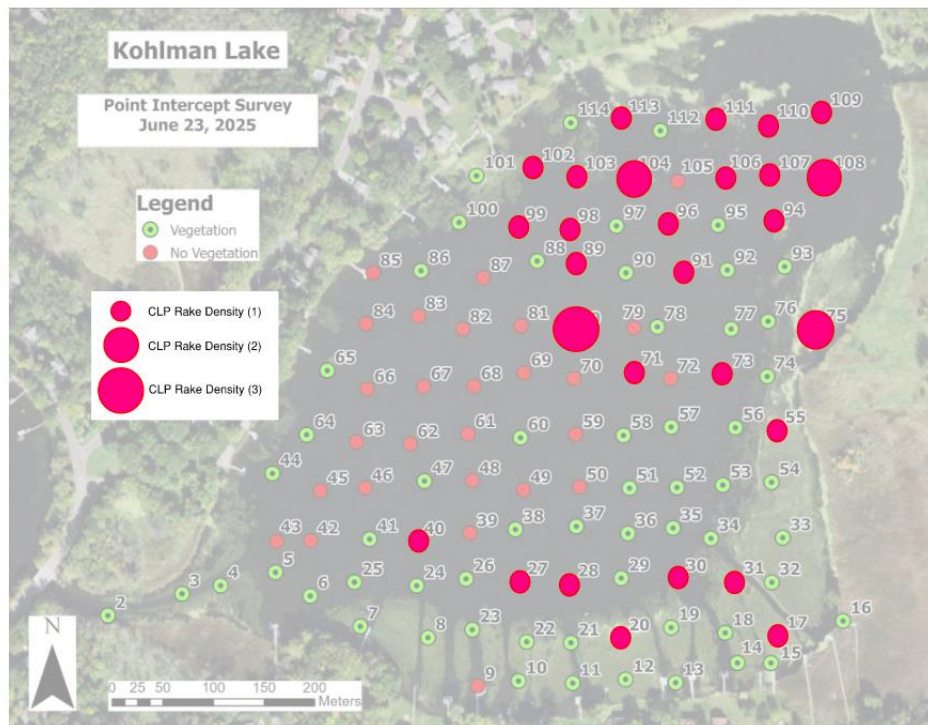 Kohlman Lake
Point Intercept Survey
June 23, 2025
Legend
Vegetation
No Vegetation
CLP Rake Density (1)
CLP Rake Density (2)
CLP Rake Density (3)
114 113 112 111 110 109
101 102 103 104 105 106 107 108
100 99 98 97 96 95 94
85 86 87 88 89 90 91 92 93
84 83 82 81 79 78 77 76 75
65 66 67 68 69 70 71 72 73 74
64 63 62 61 60 59 58 57 56 55
44 45 46 47 48 49 50 51 52 53 54
43 42 41 40 39 38 37 36 35 34 33
2 3 4 5 6 25 24 26 27 28 29 30 31 32
7 8 23 22 21 20 19 18 17 16
9 10 11 12 13 14 15
N
0 25 50 100 150 200
Meters